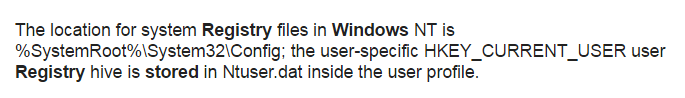 The location for system Registry files in Windows NT is
%SystemRoot%\System32\Config; the user-specific HKEY_CURRENT_USER user
Registry hive is stored in Ntuser.dat inside the user profile.